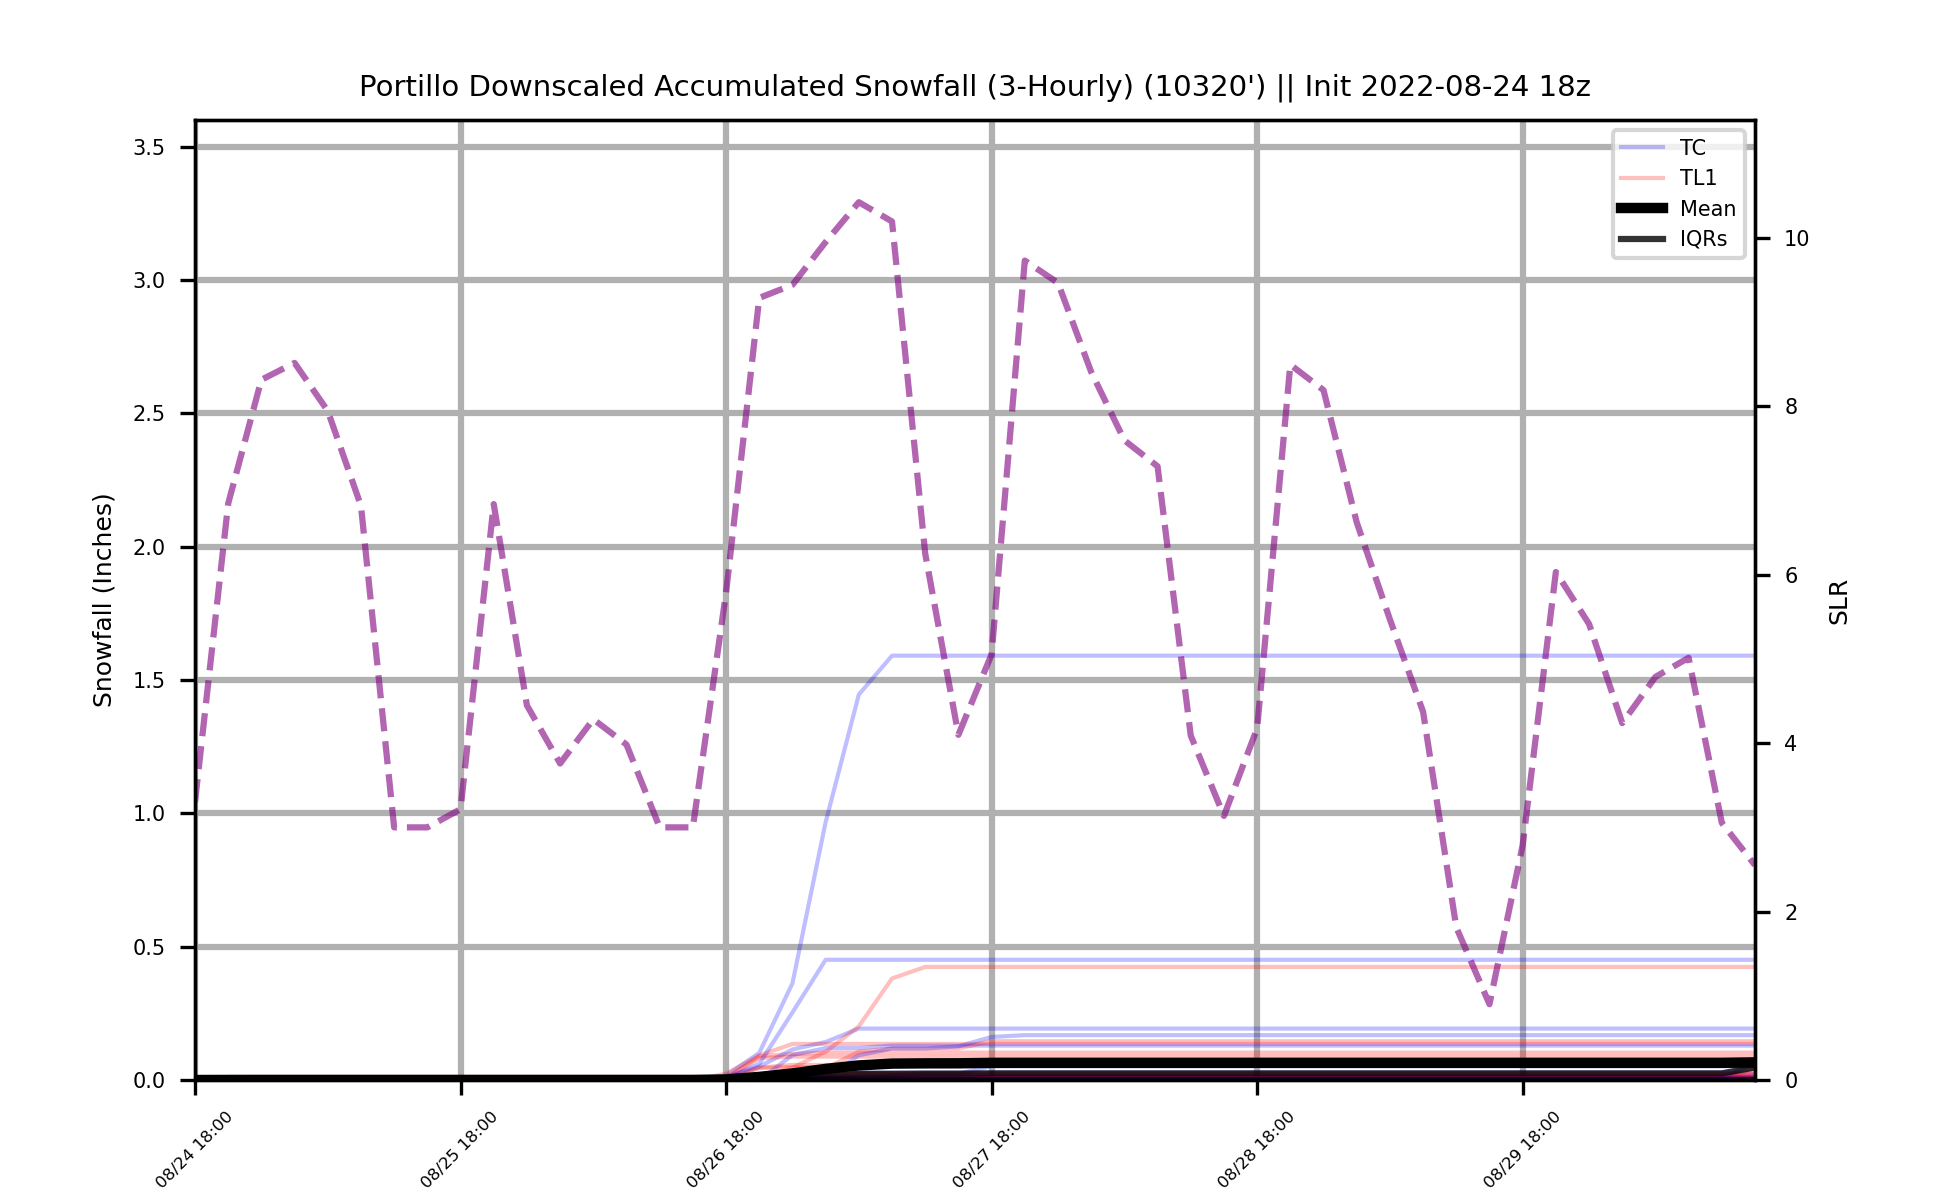 Portillo Downscaled Accumulated Snowfall (3-Hourly) (10320') || Init 2022-08-24 18z
TC
TL1
Mean
IQRs
Snowfall (Inches)
3.5
3.0
2.5
2.0
1.5
1.0
0.5
0.0
10
8
6
4
2
0
SLR
08/24 18:00
08/25 18:00
08/26 18:00
08/27 18:00
08/28 18:00
08/29 18:00